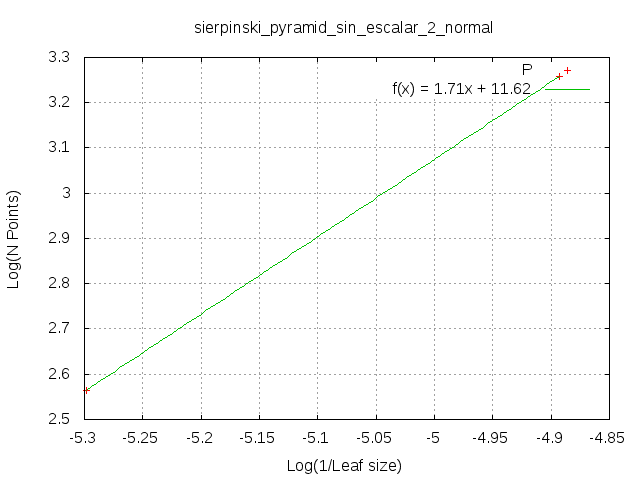 sierpinski_pyramid_sin_escalar_2_normal
3.3
P
f(x) = 1.71x + 11.62
3.2
3.1
3
2.9
2.8
2.7
2.6
2.5
Log(N Points)
-5.3 -5.25 -5.2 -5.15 -5.1 -5.05 -5 -4.95 -4.9 -4.85
Log(1/Leaf size)